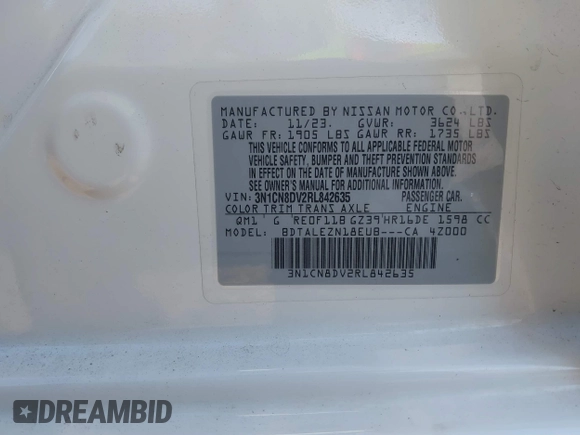 MANUFACTURED BY NISSAN MOTOR CO., LTD.
DATE: 11/23. GVWR: 3624 LBS
GAWR FR: 1905 LBS GAWR RR: 1735 LBS
THIS VEHICLE CONFORMS TO ALL APPLICABLE FEDERAL MOTOR
VEHICLE SAFETY, BUMPER AND THEFT PREVENTION STANDARDS
IN EFFECT ON THE DATE OF MANUFACTURE SHOWN ABOVE.
SEE OWNER'S MANUAL FOR ADDITIONAL INFORMATION.
VIN: 3N1CN8DV2RL842635 PASSENGER CAR.
COLOR TRIM TRANS AXLE ENGINE
QM1 G RE0F11B GZ39 HR16DE 1598 CC
MODEL: BDTALEZN18EUB---CA 4Z000
3N1CN8DV2RL842635
DREAMBID